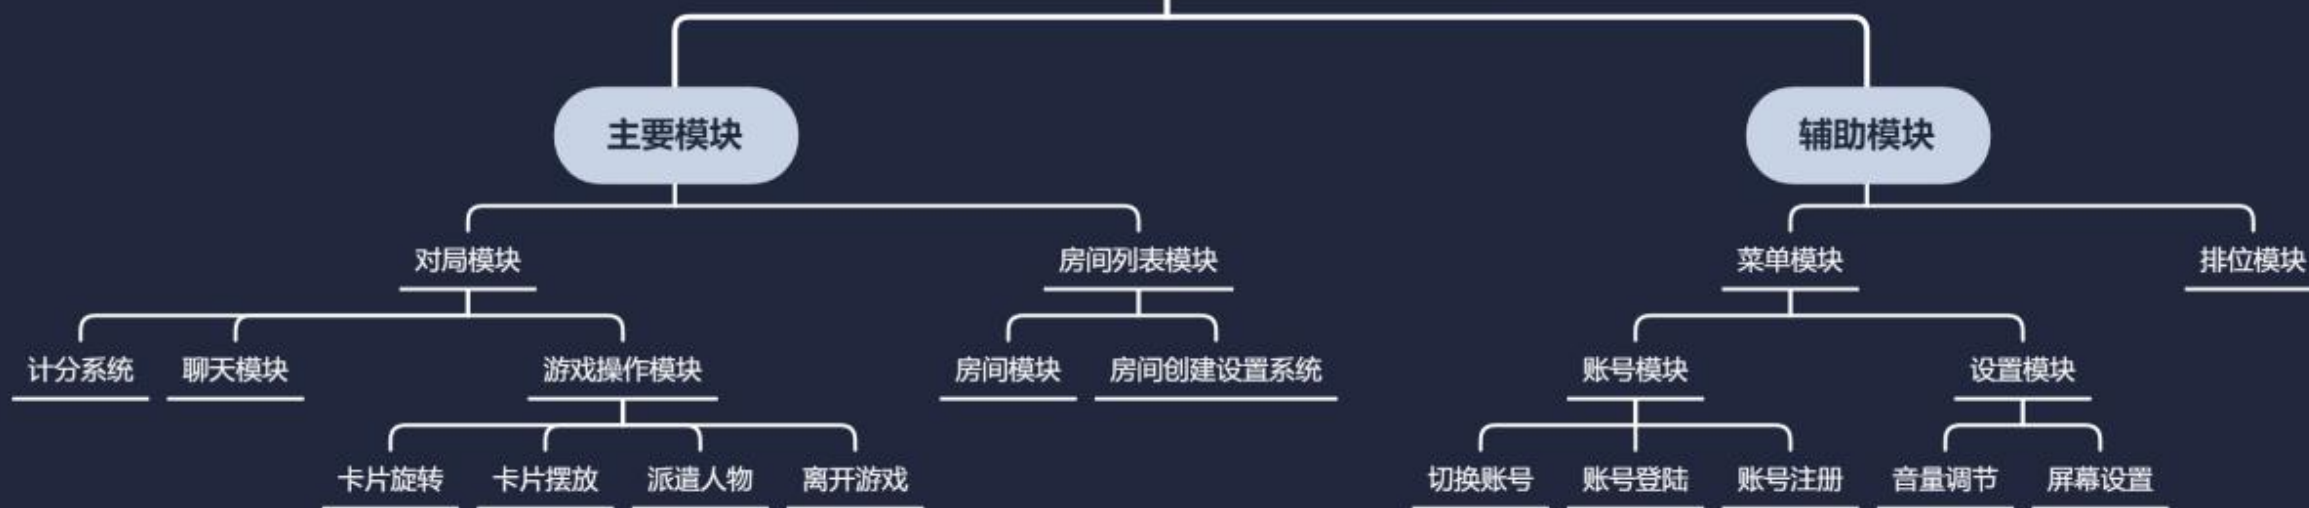 主要模块
辅助模块
对局模块
房间列表模块
菜单模块
排位模块
计分系统
聊天模块
游戏操作模块
房间模块
房间创建设置系统
账号模块
设置模块
卡片旋转
卡片摆放
派遣人物
离开游戏
切换账号
账号登陆
账号注册
音量调节
屏幕设置